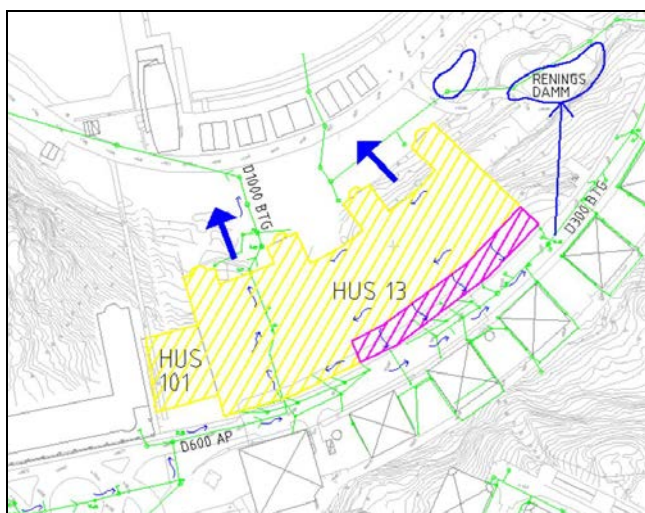 RENINGS
DAMM
D1000 BTG
D300 BTG
HUS 13
HUS
101
D600 AP